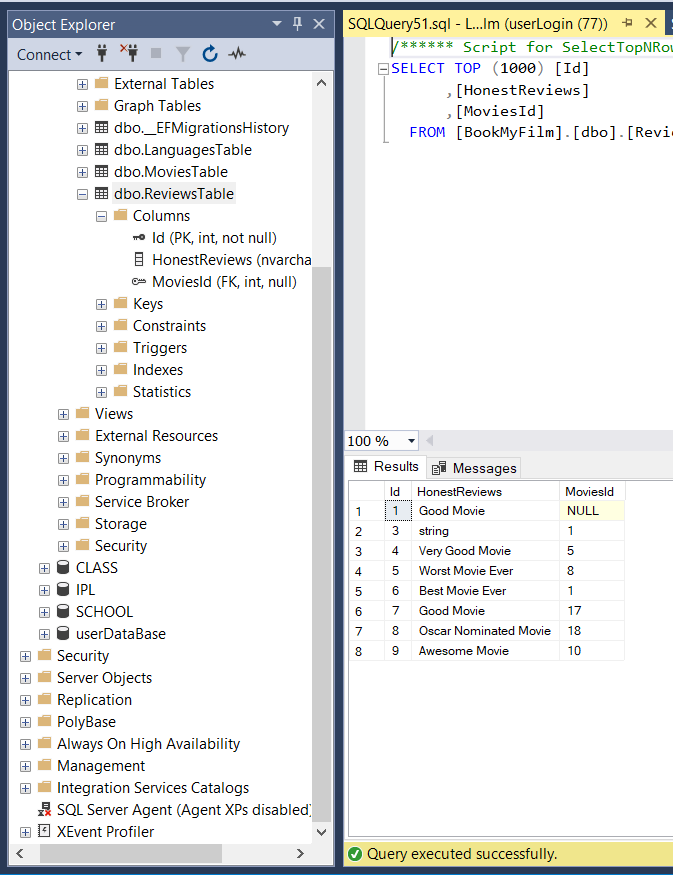 Object Explorer
Connect
External Tables
Graph Tables
dbo.__EFMigrationsHistory
dbo.LanguagesTable
dbo.MoviesTable
dbo.ReviewsTable
Columns
Id (PK, int, not null)
HonestReviews (nvarcha
MoviesId (FK, int, null)
Keys
Constraints
Triggers
Indexes
Statistics
Views
External Resources
Synonyms
Programmability
Service Broker
Storage
Security
CLASS
IPL
SCHOOL
userDataBase
Security
Server Objects
Replication
PolyBase
Always On High Availability
Management
Integration Services Catalogs
SQL Server Agent (Agent XPs disabled)
XEvent Profiler
SQLQuery51.sql - L...lm (userLogin (77))
/****** Script for SelectTopNRow
SELECT TOP (1000) [Id]
,[HonestReviews]
,[MoviesId]
FROM [BookMyFilm].[dbo].[Revie
100 %
Results Messages
Id HonestReviews MoviesId
1 1 Good Movie NULL
2 3 string 1
3 4 Very Good Movie 5
4 5 Worst Movie Ever 8
5 6 Best Movie Ever 1
6 7 Good Movie 17
7 8 Oscar Nominated Movie 18
8 9 Awesome Movie 10
Query executed successfully.